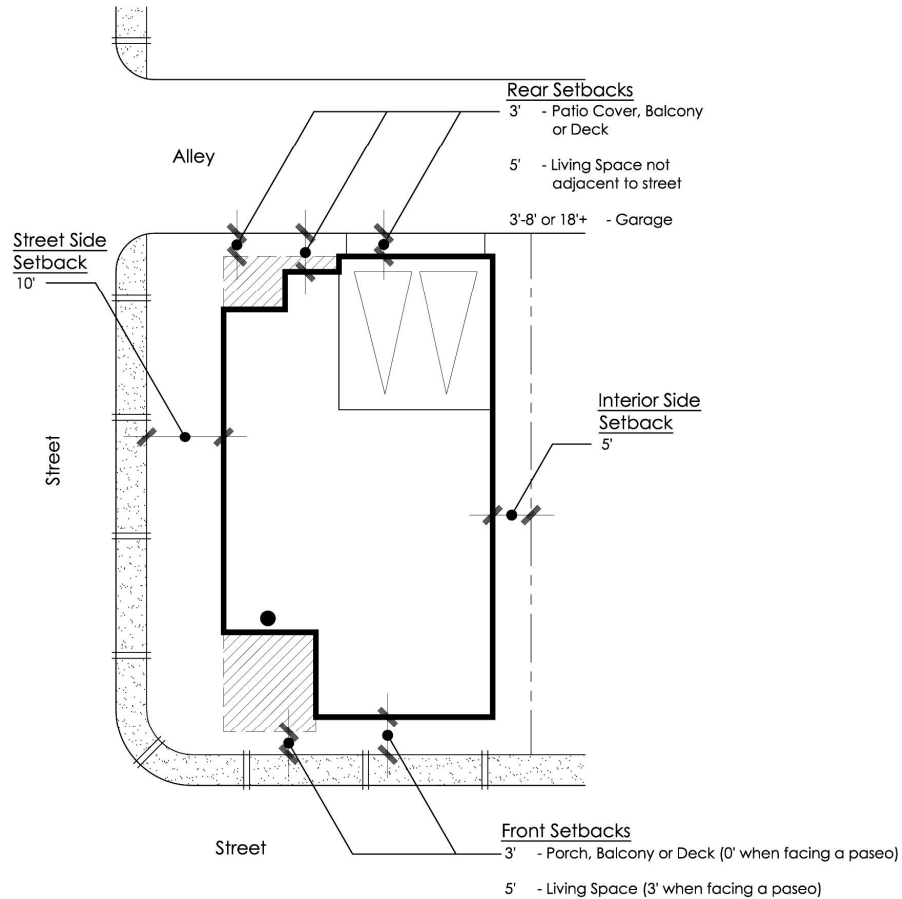 Rear Setbacks
3' - Patio Cover, Balcony
or Deck
5' - Living Space not
adjacent to street
3'-8' or 18'+ - Garage
Alley
Street Side
Setback
10'
Interior Side
Setback
5'
Street
Street
Front Setbacks
3' - Porch, Balcony or Deck (0' when facing a paseo)
5' - Living Space (3' when facing a paseo)